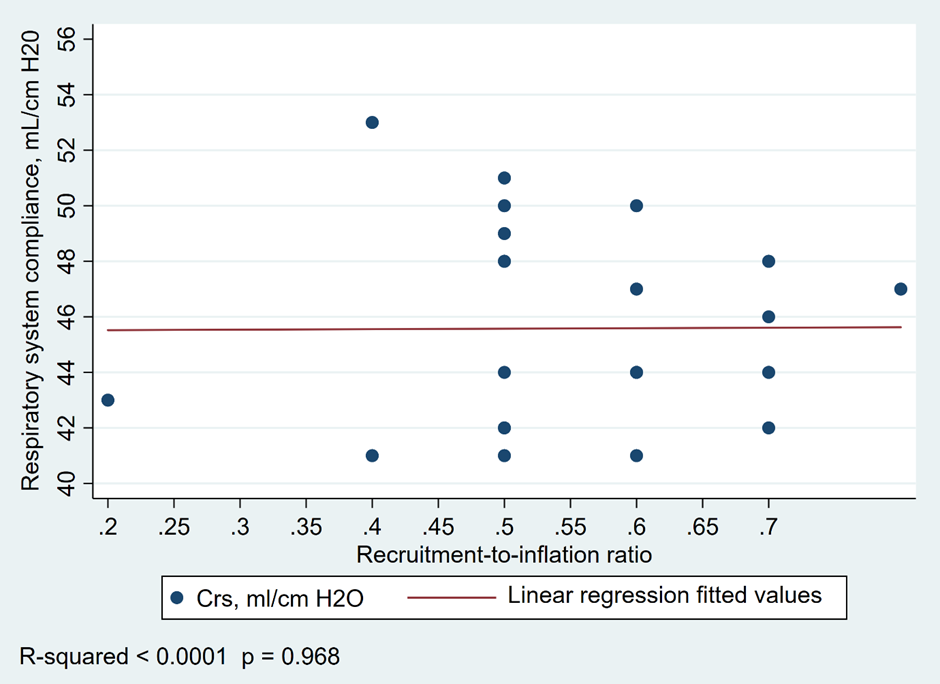 Respiratory system compliance, mL/cm H20
56
54
52
50
48
46
44
42
40
.2 .25 .3 .35 .4 .45 .5 .55 .6 .65 .7
Recruitment-to-inflation ratio
Crs, ml/cm H2O Linear regression fitted values
R-squared < 0.0001 p = 0.968